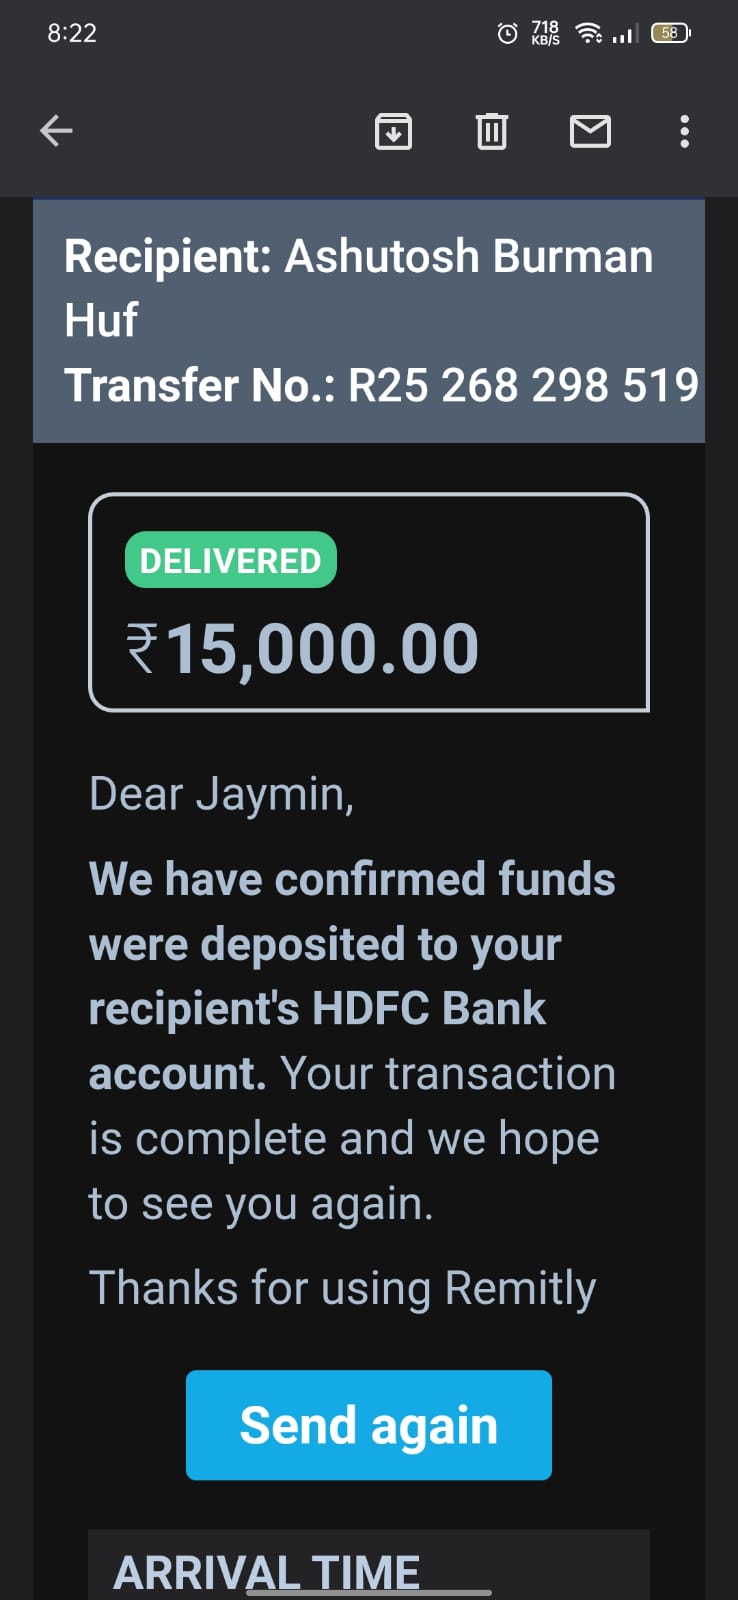 8:22
718
KB/S
58
Recipient: Ashutosh Burman
Huf
Transfer No.: R25 268 298 519
DELIVERED
₹15,000.00
Dear Jaymin,
We have confirmed funds
were deposited to your
recipient's HDFC Bank
account. Your transaction
is complete and we hope
to see you again.
Thanks for using Remitly
Send again
ARRIVAL TIME